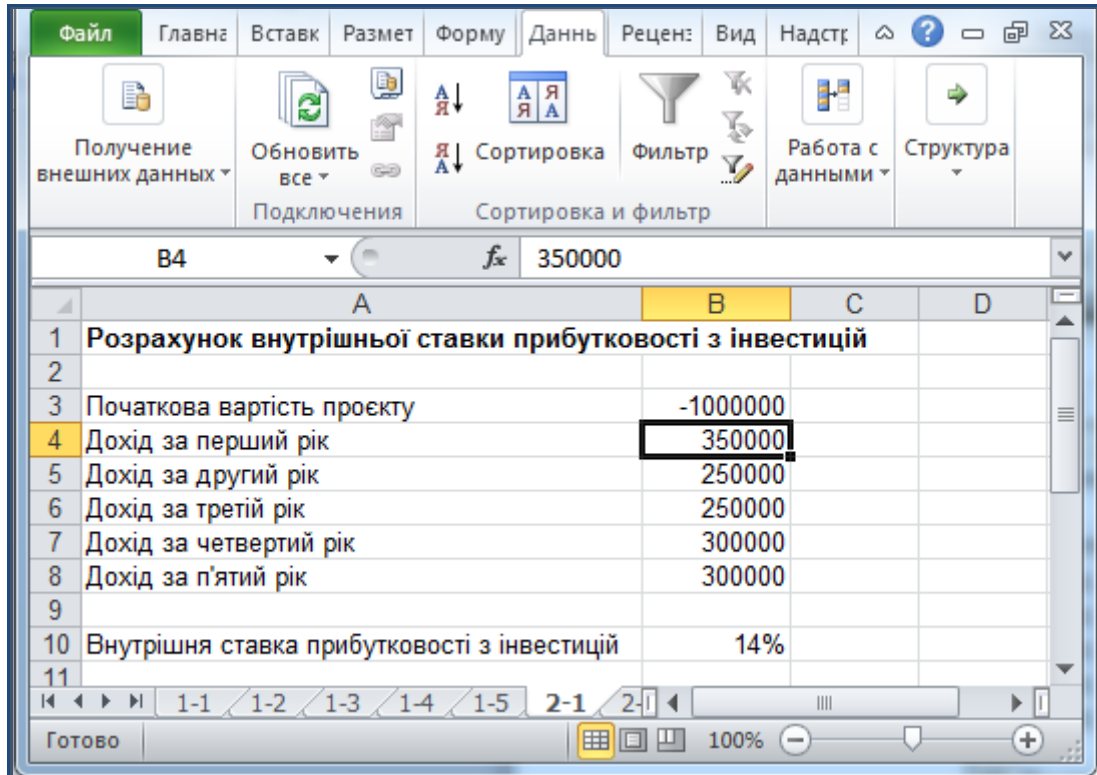 Файл Главна Вставк Размет Форму Даннь Реценз Вид Надстр
Получение внешних данных
Обновить все
Сортировка
Фильтр
Работа с данными
Структура
Подключения
Сортировка и фильтр
B4 fx 350000
A B C D
1 Розрахунок внутрішньої ставки прибутковості з інвестицій
2
3 Початкова вартість проєкту -1000000
4 Дохід за перший рік 350000
5 Дохід за другий рік 250000
6 Дохід за третій рік 250000
7 Дохід за четвертий рік 300000
8 Дохід за п'ятий рік 300000
9
10 Внутрішня ставка прибутковості з інвестицій 14%
11
1-1 1-2 1-3 1-4 1-5 2-1 2-
Готово 100%